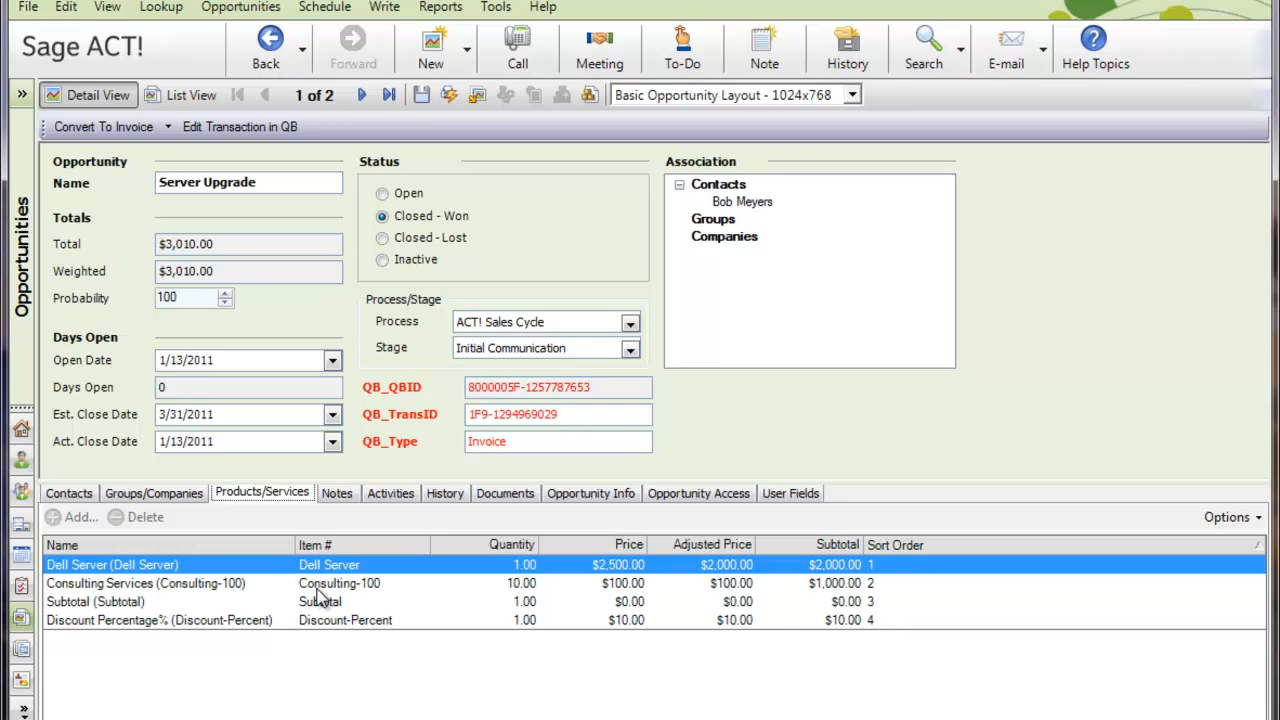 File Edit View Lookup Opportunities Schedule Write Reports Tools Help
Sage ACT!
Back Forward New Call Meeting To-Do Note History Search E-mail Help Topics
» Detail View List View 1 of 2 Basic Opportunity Layout - 1024x768
Convert To Invoice Edit Transaction in QB
Opportunities
Opportunity
Name Server Upgrade
Totals
Total $3,010.00
Weighted $3,010.00
Probability 100
Days Open
Open Date 1/13/2011
Days Open 0
Est. Close Date 3/31/2011
Act. Close Date 1/13/2011
Status
Open
Closed - Won
Closed - Lost
Inactive
Process/Stage
Process ACT! Sales Cycle
Stage Initial Communication
QB_QBID 8000005F-1257787653
QB_TransID 1F9-1294969029
QB_Type Invoice
Association
Contacts
Bob Meyers
Groups
Companies
Contacts Groups/Companies Products/Services Notes Activities History Documents Opportunity Info Opportunity Access User Fields
Add... Delete Options
Name Item # Quantity Price Adjusted Price Subtotal Sort Order
Dell Server (Dell Server) Dell Server 1.00 $2,500.00 $2,000.00 $2,000.00 1
Consulting Services (Consulting-100) Consulting-100 10.00 $100.00 $100.00 $1,000.00 2
Subtotal (Subtotal) Subtotal 1.00 $0.00 $0.00 $0.00 3
Discount Percentage% (Discount-Percent) Discount-Percent 1.00 $10.00 $10.00 $10.00 4
»